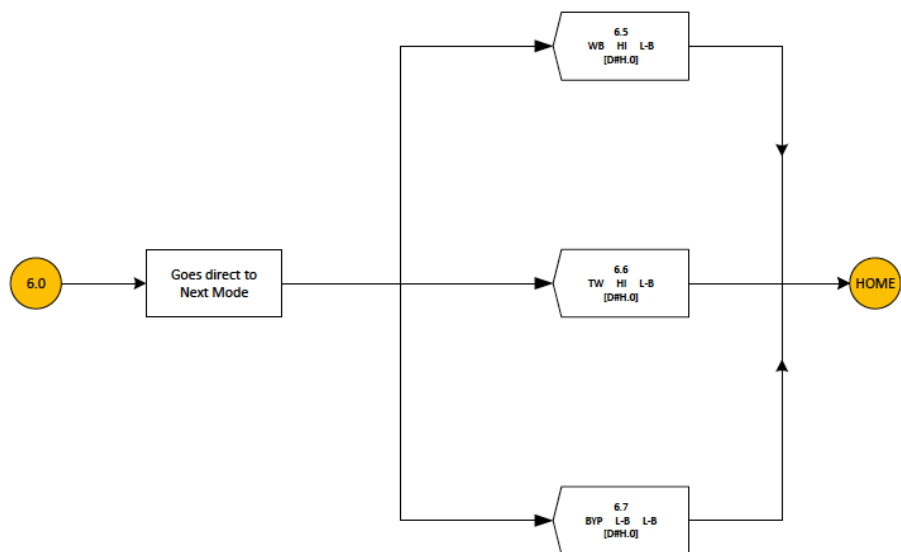 6.5
WB HI L-B
[D#H.0]
6.0
Goes direct to
Next Mode
6.6
TW HI L-B
[D#H.0]
HOME
6.7
BYP L-B L-B
[D#H.0]